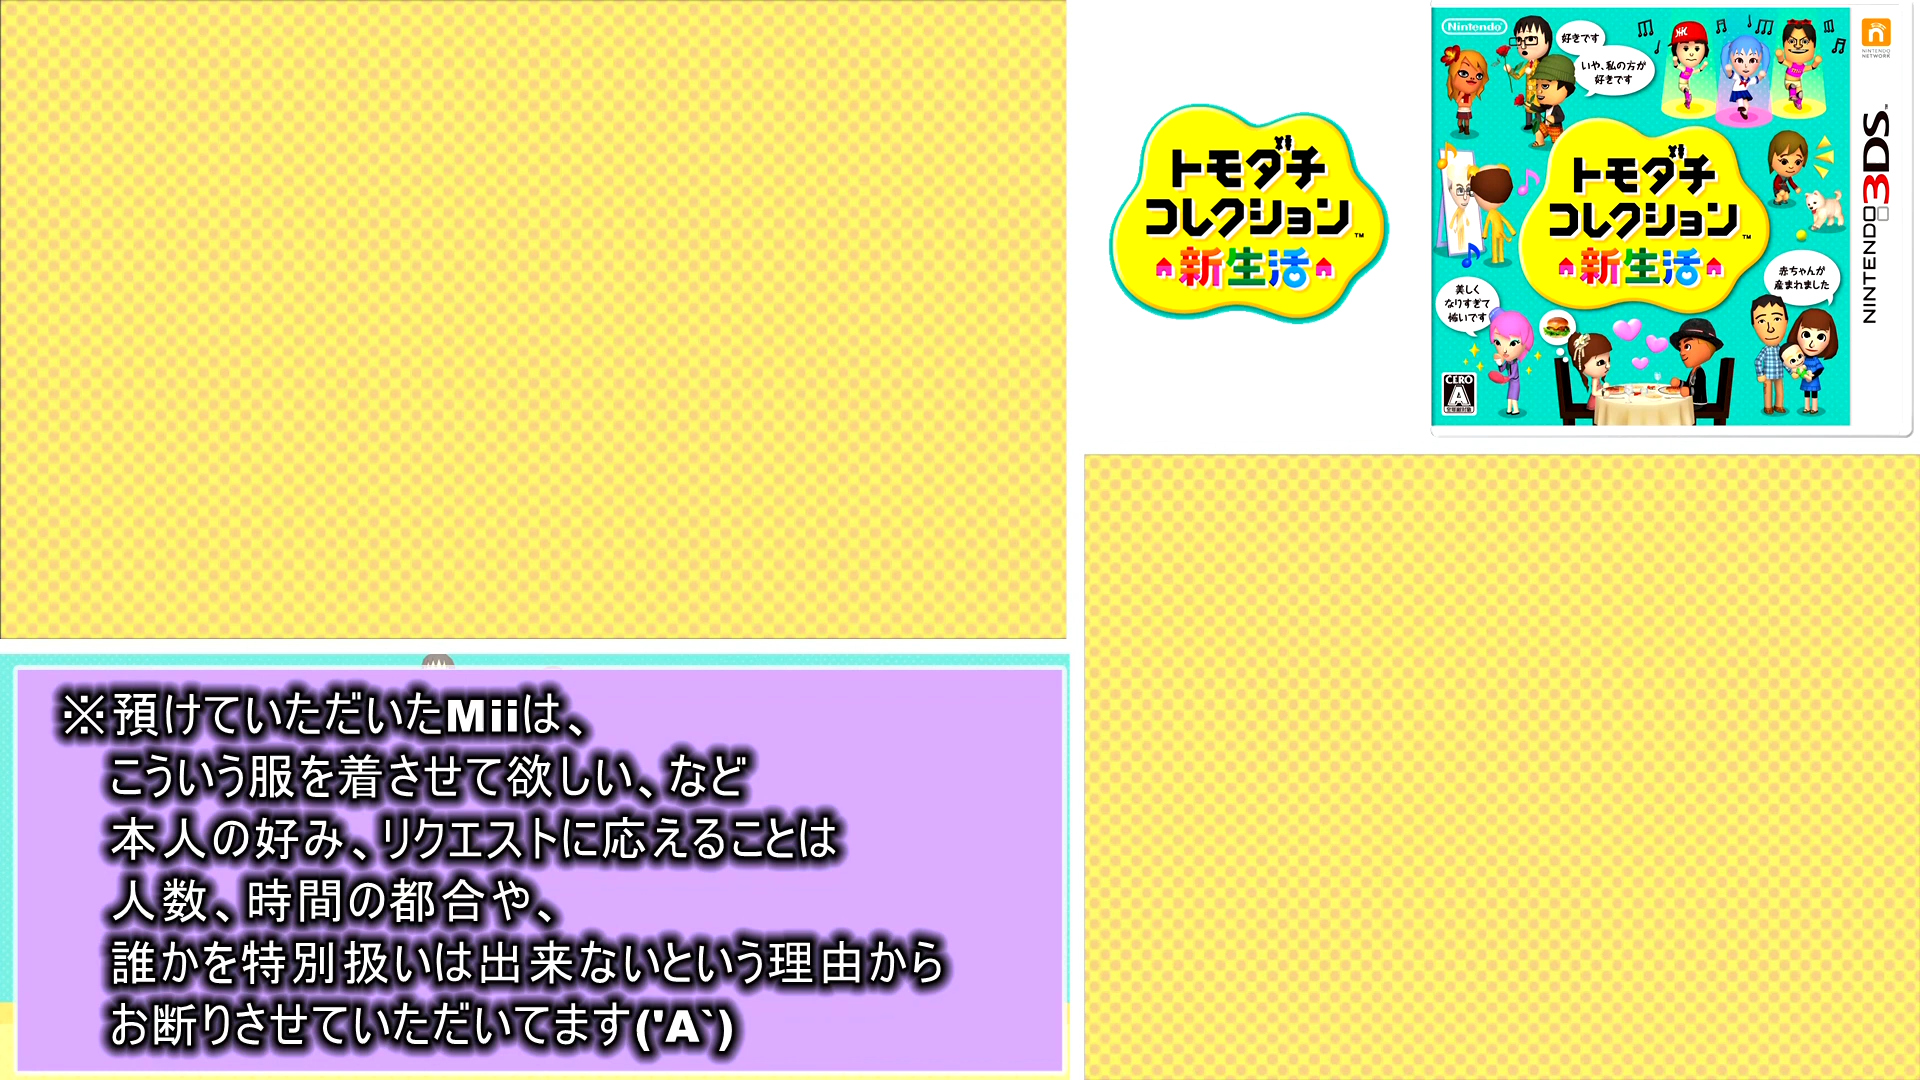 トモダチ
コレクション™
新生活
Nintendo
好きです
いや、私の方が
好きです
トモダチ
コレクション™
新生活
美しく
なりすぎて
怖いです
赤ちゃんが
産まれました
CERO
A
NINTENDO
NETWORK
NINTENDO3DS™
※預けていただいたMiiは、
こういう服を着させて欲しい、など
本人の好み、リクエストに応えることは
人数、時間の都合や、
誰かを特別扱いは出来ないという理由から
お断りさせていただいてます('A`)